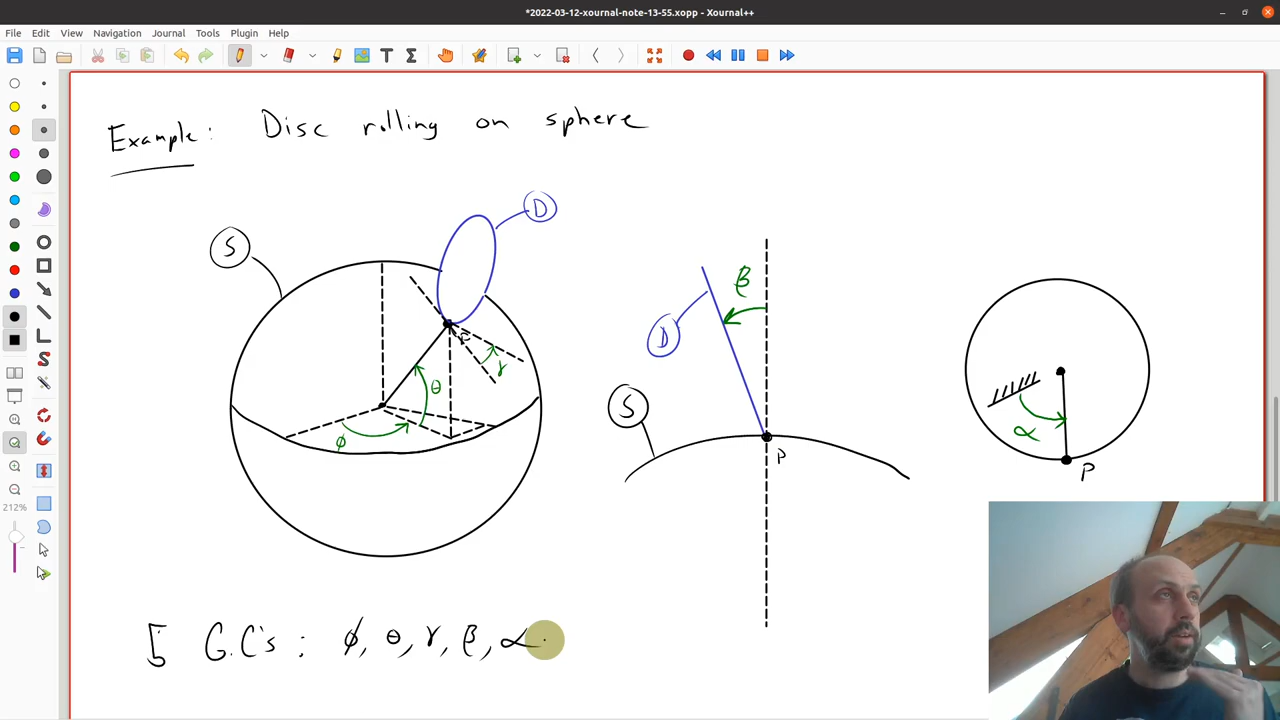 *2022-03-12-xournal-note-13-55.xopp - Xournal++
File Edit View Navigation Journal Tools Plugin Help
T Σ
Example: Disc rolling on sphere
S
D
P
γ
θ
φ
β
D
S
P
α
P
212%
5 G.C's : φ, θ, γ, β, α